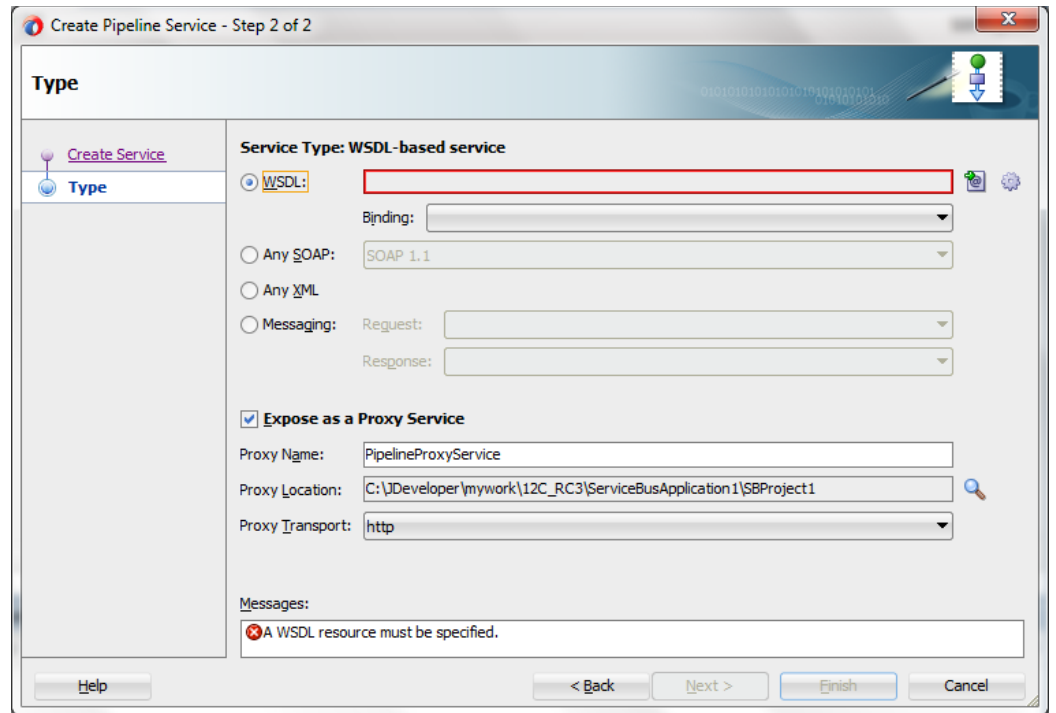 Create Pipeline Service - Step 2 of 2
Type
Create Service
Type
Service Type: WSDL-based service
WSDL:
Binding:
Any SOAP: SOAP 1.1
Any XML
Messaging: Request:
Response:
Expose as a Proxy Service
Proxy Name: PipelineProxyService
Proxy Location: C:\JDeveloper\mywork\12C_RC3\ServiceBusApplication1\SBProject1
Proxy Transport: http
Messages:
A WSDL resource must be specified.
Help < Back Next > Finish Cancel